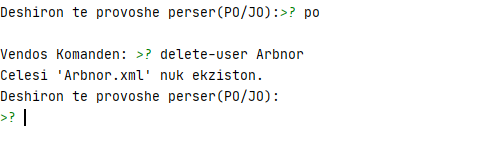 Deshiron te provoshe perser(PO/JO):>? po
Vendos Komanden: >? delete-user Arbnor
Celesi 'Arbnor.xml' nuk ekziston.
Deshiron te provoshe perser(PO/JO):
>?